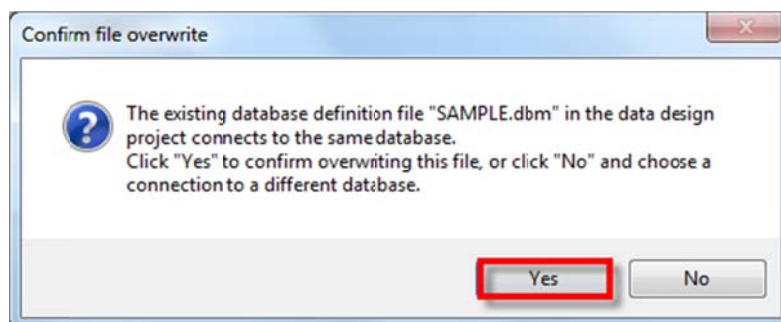 Confirm file overwrite
The existing database definition file "SAMPLE.dbm" in the data design
project connects to the same database.
Click "Yes" to confirm overwriting this file, or click "No" and choose a
connection to a different database.
Yes
No